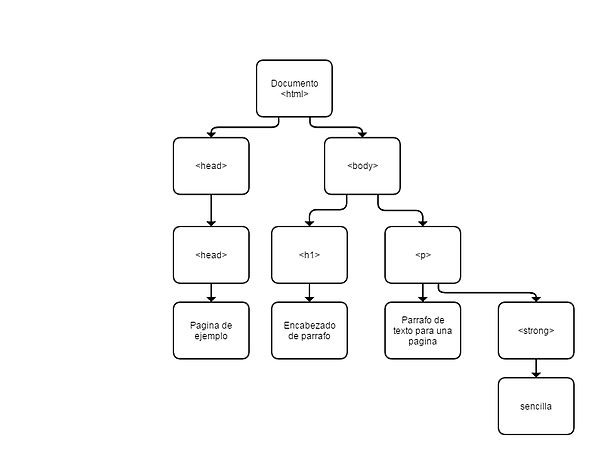 Documento
<html>
<head>
<body>
<head>
<h1>
<p>
Pagina de
ejemplo
Encabezado
de parrafo
Parrafo de
texto para una
pagina
<strong>
sencilla